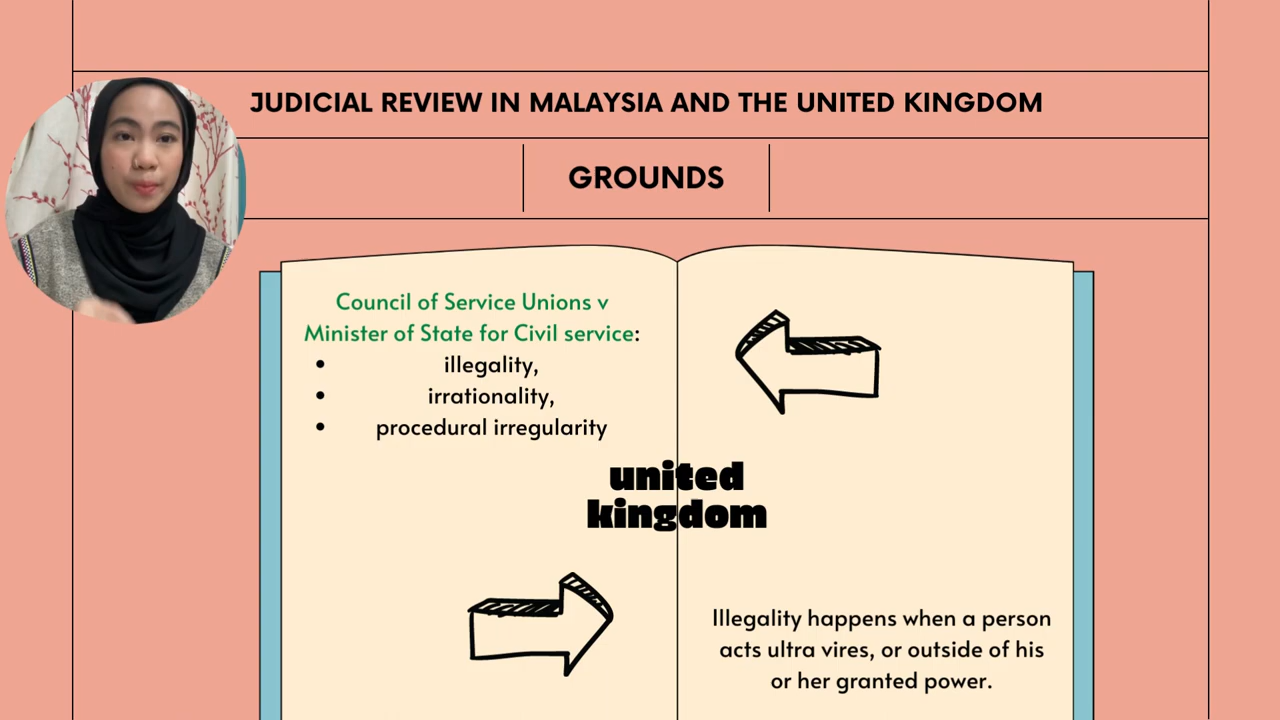 JUDICIAL REVIEW IN MALAYSIA AND THE UNITED KINGDOM
GROUNDS
Council of Service Unions v
Minister of State for Civil service:
• illegality,
• irrationality,
• procedural irregularity
united
kingdom
Illegality happens when a person
acts ultra vires, or outside of his
or her granted power.